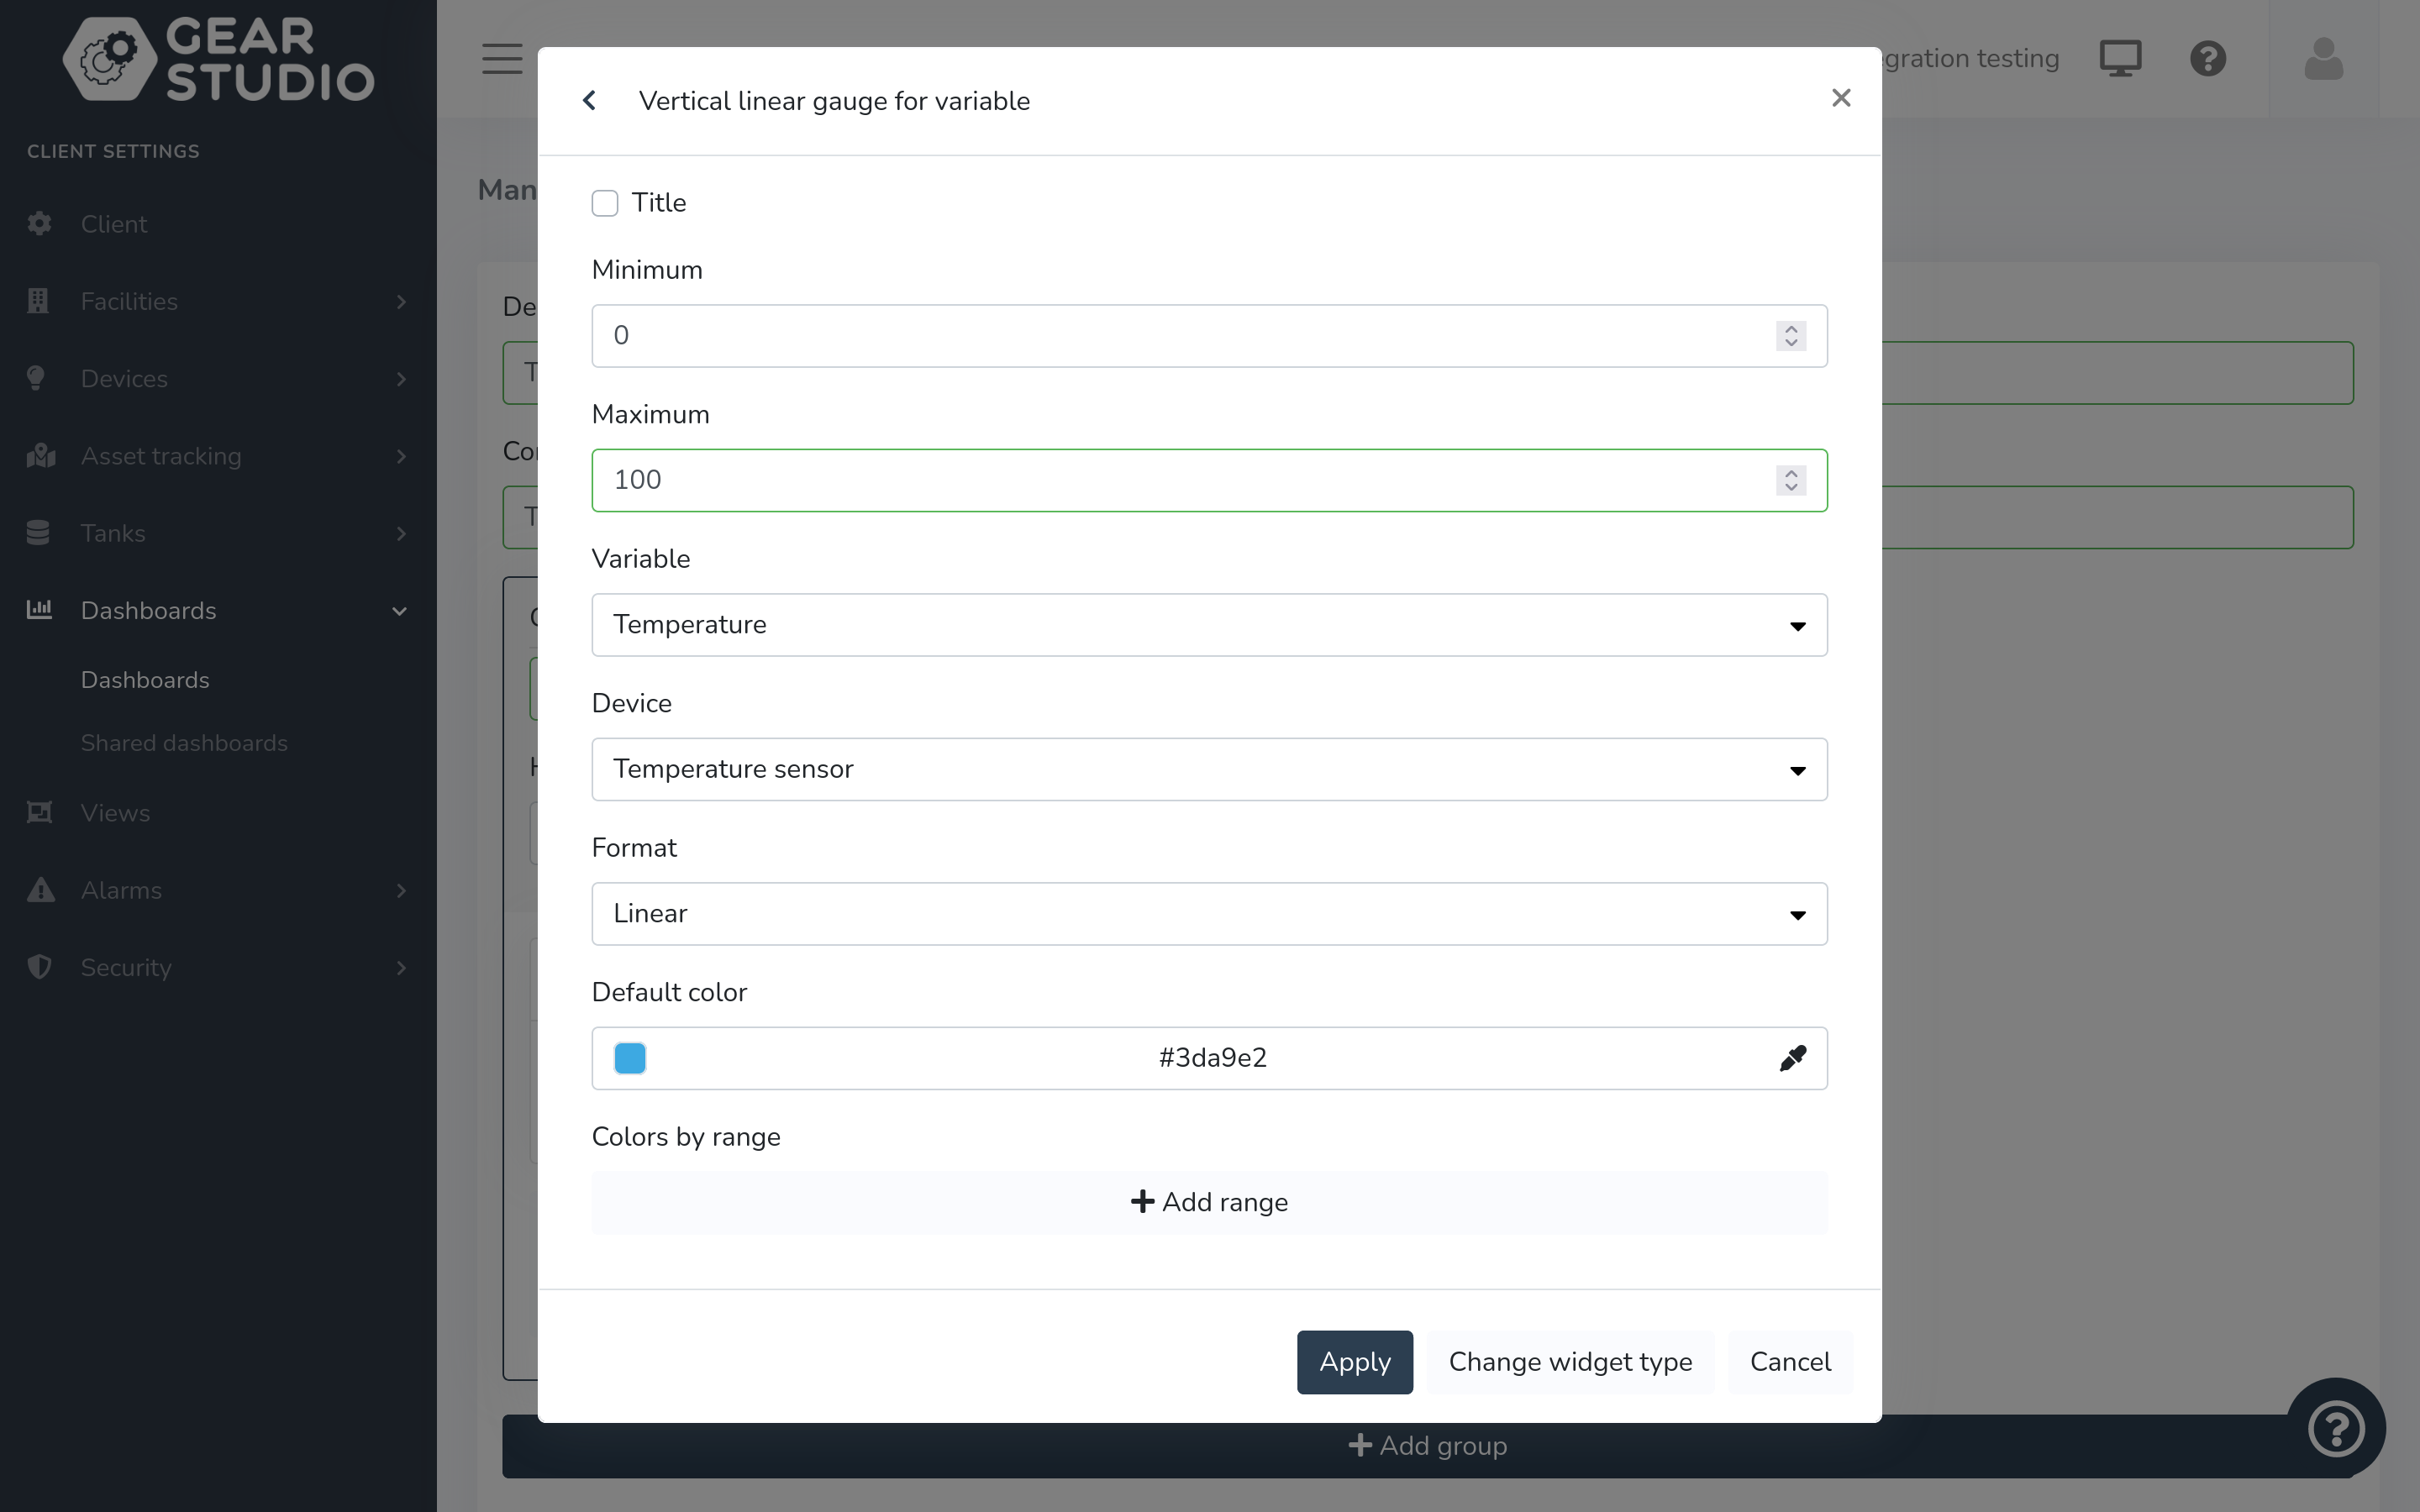 GEAR
STUDIO
CLIENT SETTINGS
Client
Facilities
Devices
Asset tracking
Tanks
Dashboards
Dashboards
Shared dashboards
Views
Alarms
Security
gration testing
Man
De
T
Co
T
Vertical linear gauge for variable
Title
Minimum
0
Maximum
100
Variable
Temperature
Device
Temperature sensor
Format
Linear
Default color
#3da9e2
Colors by range
Add range
Apply
Change widget type
Cancel
Add group